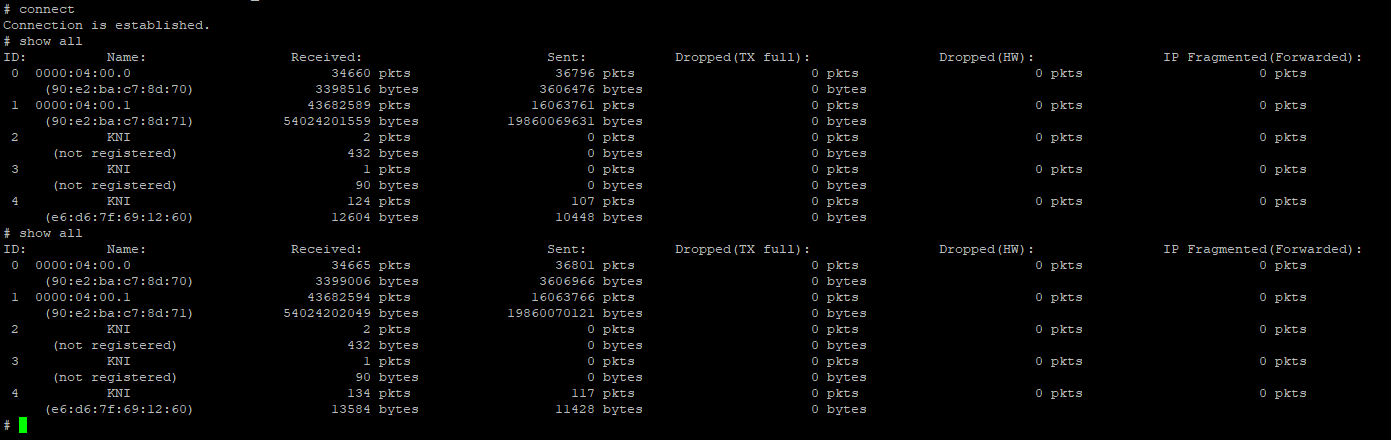 # connect
Connection is established.
# show all
ID: Name: Received: Sent: Dropped(TX full): Dropped(HW): IP Fragmented(Forwarded):
0 0000:04:00.0 34660 pkts 36796 pkts 0 pkts 0 pkts 0 pkts
(90:e2:ba:c7:8d:70) 3398516 bytes 3606476 bytes 0 bytes
1 0000:04:00.1 43682589 pkts 16063761 pkts 0 pkts 0 pkts 0 pkts
(90:e2:ba:c7:8d:71) 54024201559 bytes 19860069631 bytes 0 bytes
2 KNI 2 pkts 0 pkts 0 pkts 0 pkts 0 pkts
(not registered) 432 bytes 0 bytes 0 bytes
3 KNI 1 pkts 0 pkts 0 pkts 0 pkts 0 pkts
(not registered) 90 bytes 0 bytes 0 bytes
4 KNI 124 pkts 107 pkts 0 pkts 0 pkts 0 pkts
(e6:d6:7f:69:12:60) 12604 bytes 10448 bytes 0 bytes
# show all
ID: Name: Received: Sent: Dropped(TX full): Dropped(HW): IP Fragmented(Forwarded):
0 0000:04:00.0 34665 pkts 36801 pkts 0 pkts 0 pkts 0 pkts
(90:e2:ba:c7:8d:70) 3399006 bytes 3606966 bytes 0 bytes
1 0000:04:00.1 43682594 pkts 16063766 pkts 0 pkts 0 pkts 0 pkts
(90:e2:ba:c7:8d:71) 54024202049 bytes 19860070121 bytes 0 bytes
2 KNI 2 pkts 0 pkts 0 pkts 0 pkts 0 pkts
(not registered) 432 bytes 0 bytes 0 bytes
3 KNI 1 pkts 0 pkts 0 pkts 0 pkts 0 pkts
(not registered) 90 bytes 0 bytes 0 bytes
4 KNI 134 pkts 117 pkts 0 pkts 0 pkts 0 pkts
(e6:d6:7f:69:12:60) 13584 bytes 11428 bytes 0 bytes
#